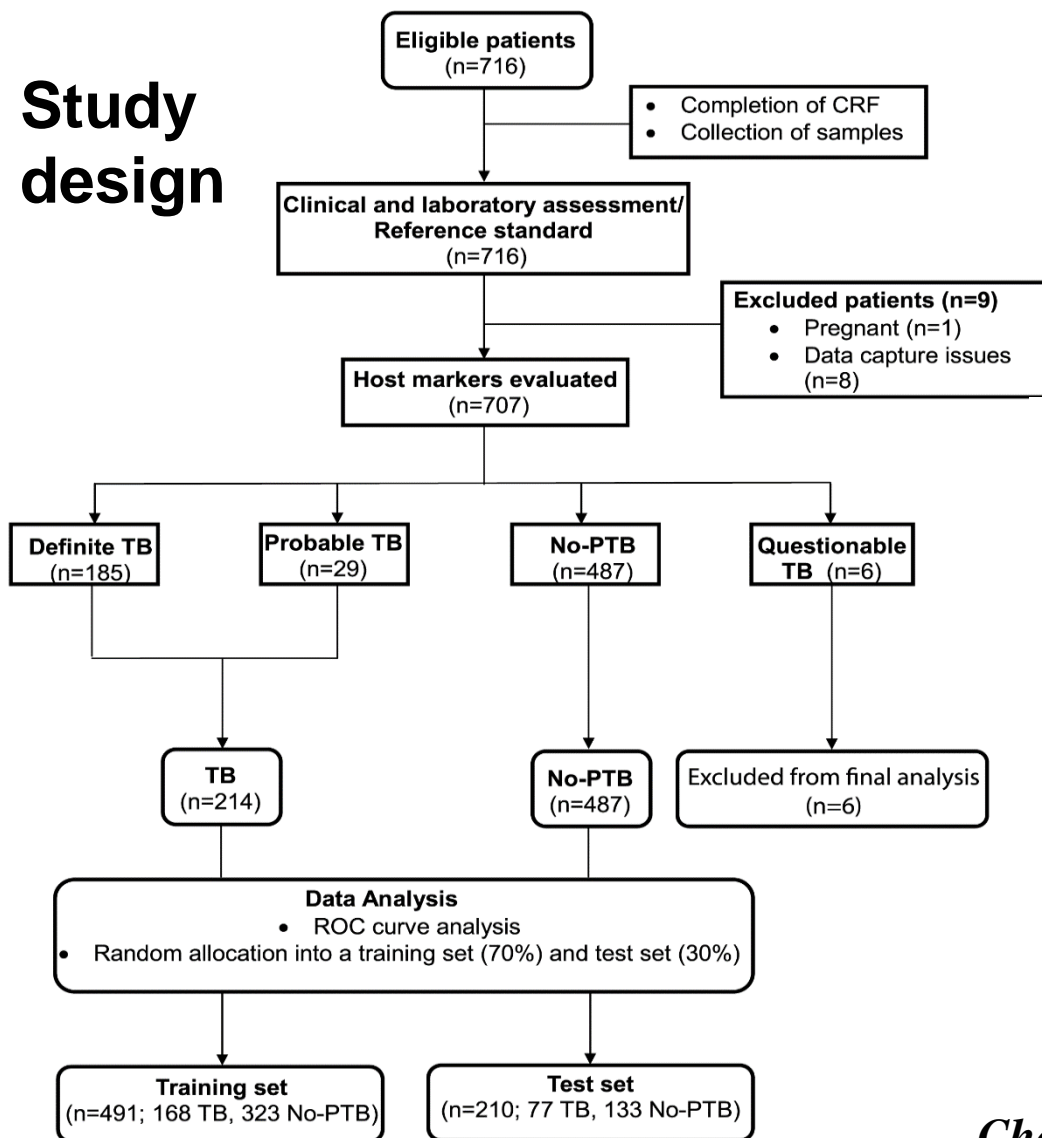 Study
design
Eligible patients
(n=716)
• Completion of CRF
• Collection of samples
Clinical and laboratory assessment/
Reference standard
(n=716)
Excluded patients (n=9)
• Pregnant (n=1)
• Data capture issues
(n=8)
Host markers evaluated
(n=707)
Definite TB
(n=185)
Probable TB
(n=29)
No-PTB
(n=487)
Questionable
TB (n=6)
TB
(n=214)
No-PTB
(n=487)
Excluded from final analysis
(n=6)
Data Analysis
• ROC curve analysis
• Random allocation into a training set (70%) and test set (30%)
Training set
(n=491; 168 TB, 323 No-PTB)
Test set
(n=210; 77 TB, 133 No-PTB)